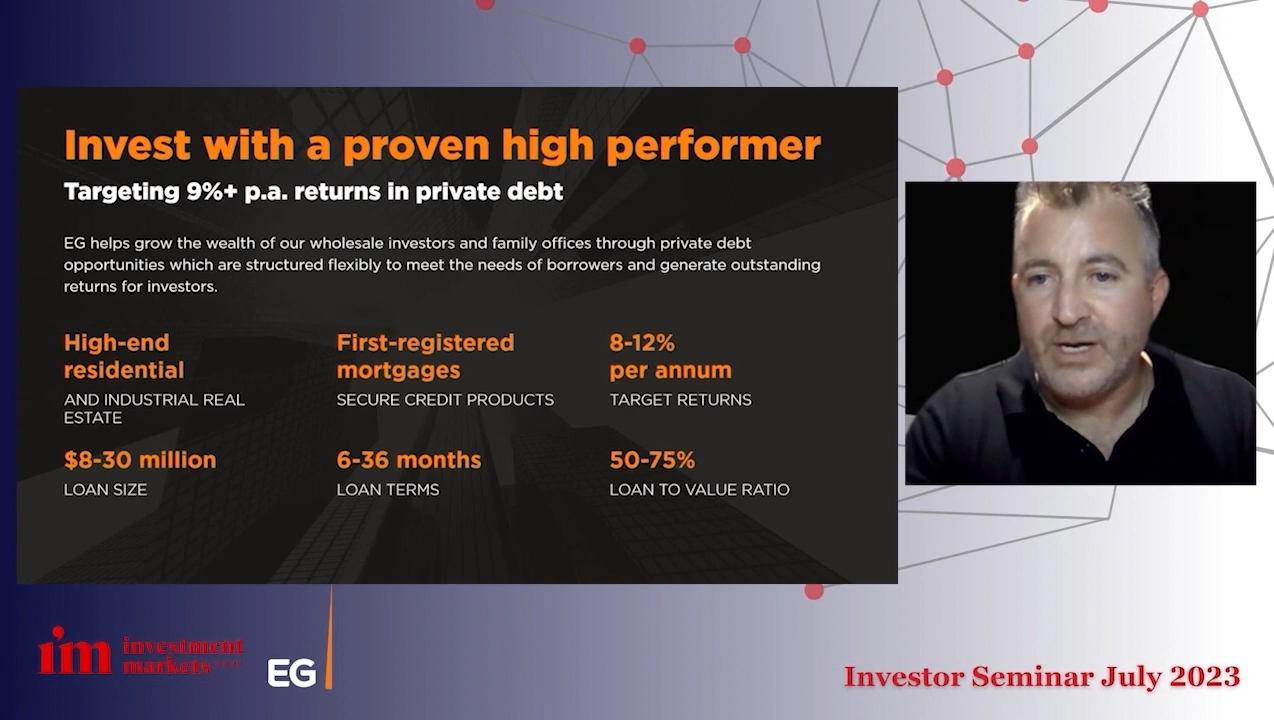 Invest with a proven high performer
Targeting 9%+ p.a. returns in private debt
EG helps grow the wealth of our wholesale investors and family offices through private debt
opportunities which are structured flexibly to meet the needs of borrowers and generate outstanding
returns for investors.
High-end
residential
AND INDUSTRIAL REAL
ESTATE
First-registered
mortgages
SECURE CREDIT PRODUCTS
8-12%
per annum
TARGET RETURNS
$8-30 million
LOAN SIZE
6-36 months
LOAN TERMS
50-75%
LOAN TO VALUE RATIO
im investment
markets
EG
Investor Seminar July 2023